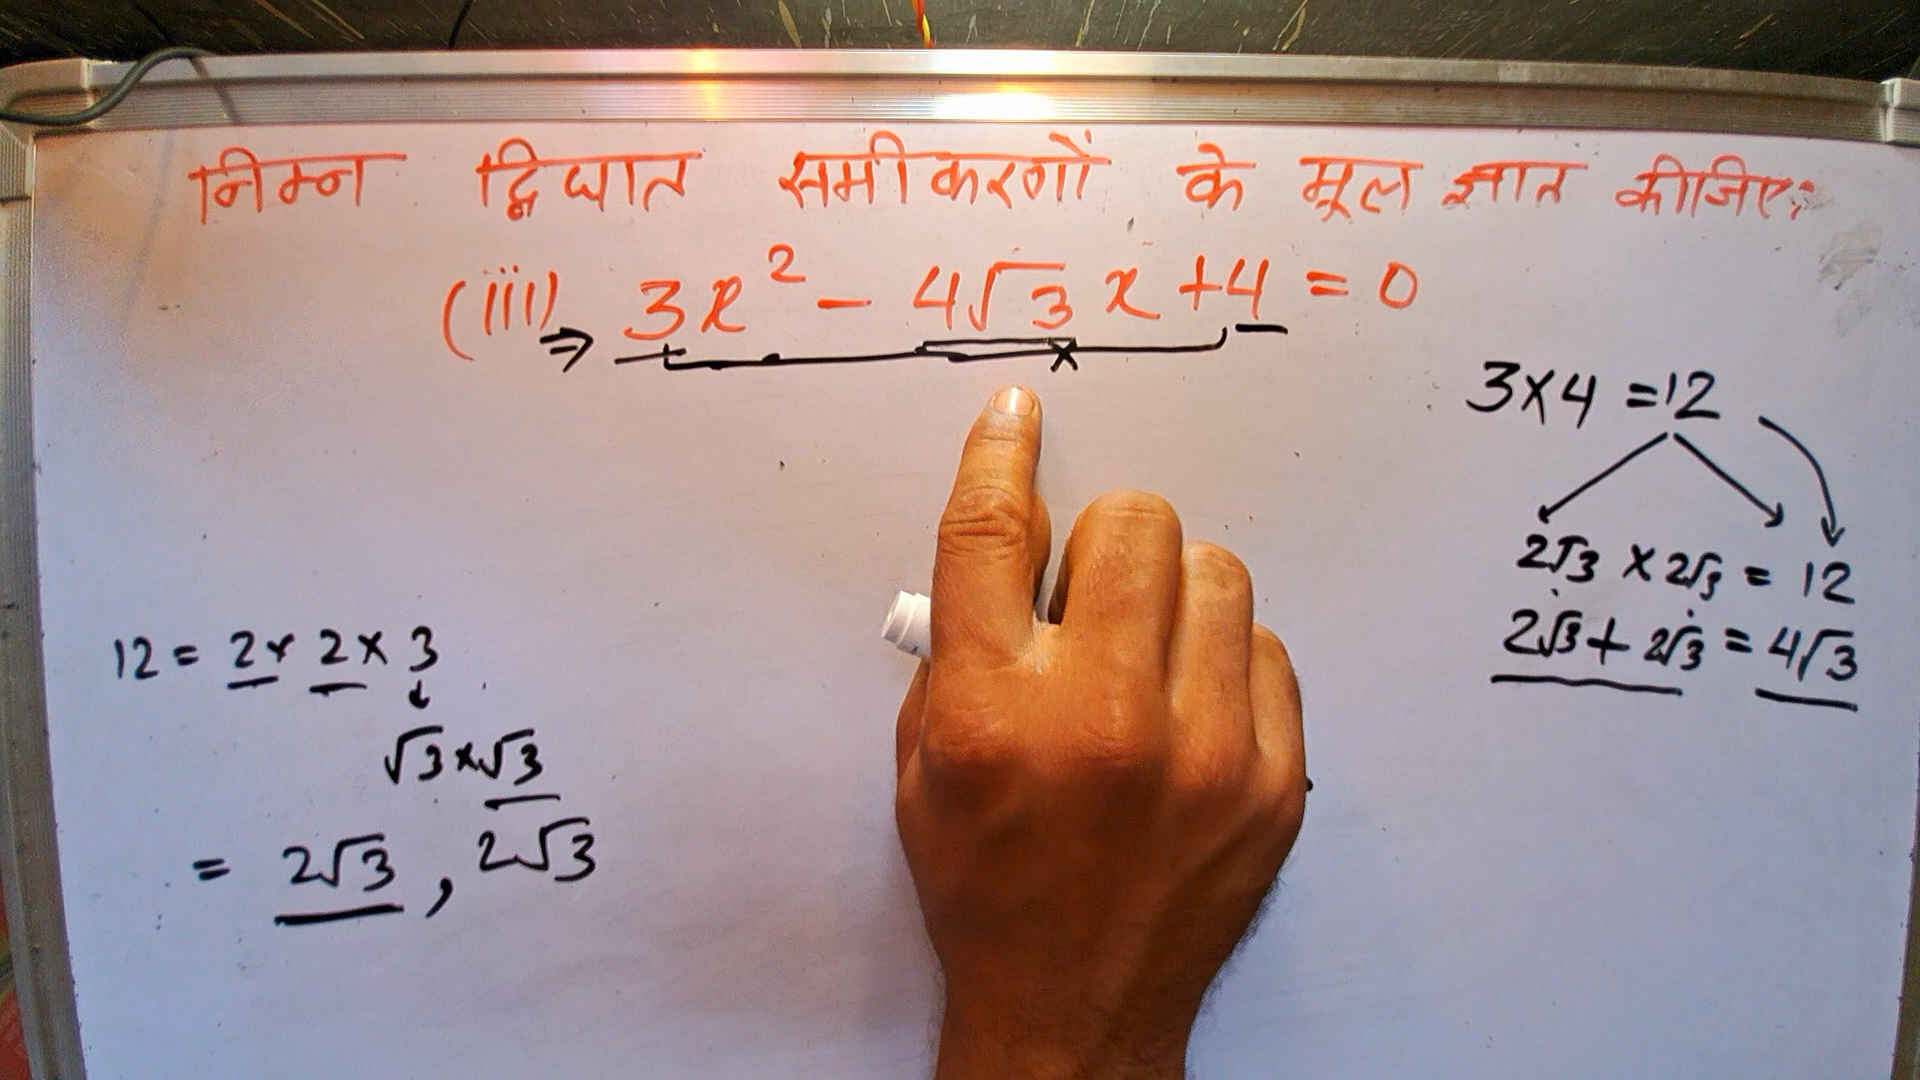 निम्न द्विघात समीकरणों के मूल ज्ञात कीजिए:
(iii) ⇒ 3x² - 4√3 x + 4 = 0
3×4 = 12
2√3 × 2√3 = 12
2√3 + 2√3 = 4√3
12 = 2 × 2 × 3
√3 × √3
= 2√3 , 2√3